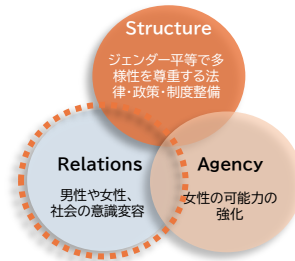 Structure
ジェンダー平等で多
様性を尊重する法
律・政策・制度整備
Relations
男性や女性、
社会の意識変容
Agency
女性の可能力の
強化